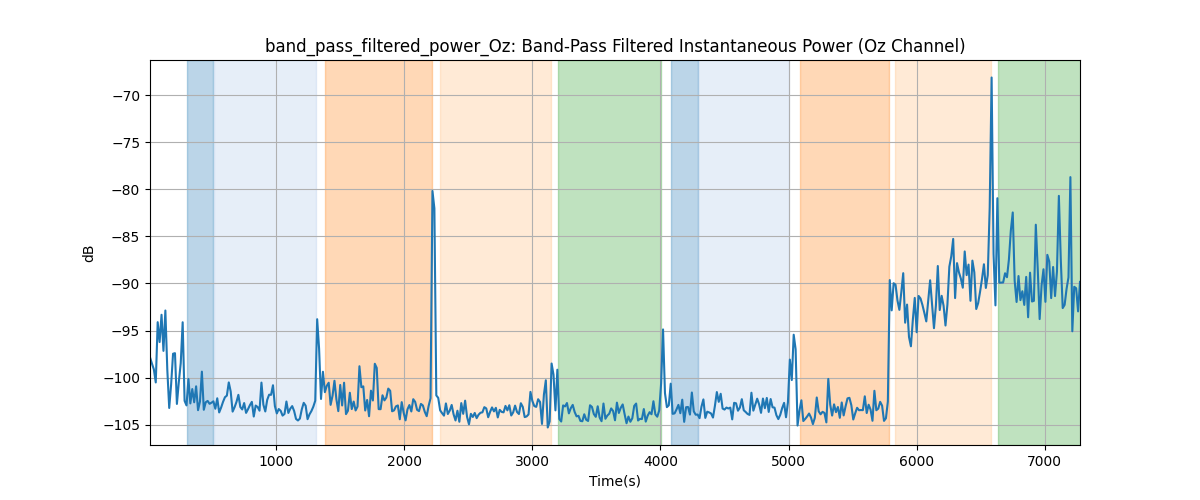 band_pass_filtered_power_Oz: Band-Pass Filtered Instantaneous Power (Oz Channel)
−70
−75
−80
−85
−90
−95
−100
−105
dB
1000 2000 3000 4000 5000 6000 7000
Time(s)